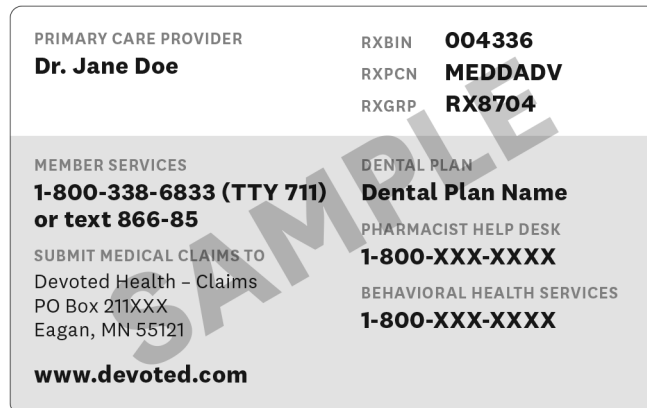 PRIMARY CARE PROVIDER
Dr. Jane Doe
RXBIN 004336
RXPCN MEDDADV
RXGRP RX8704
MEMBER SERVICES
1-800-338-6833 (TTY 711)
or text 866-85
SUBMIT MEDICAL CLAIMS TO
Devoted Health – Claims
PO Box 211XXX
Eagan, MN 55121
www.devoted.com
DENTAL PLAN
Dental Plan Name
PHARMACIST HELP DESK
1-800-XXX-XXXX
BEHAVIORAL HEALTH SERVICES
1-800-XXX-XXXX
SAMPLE